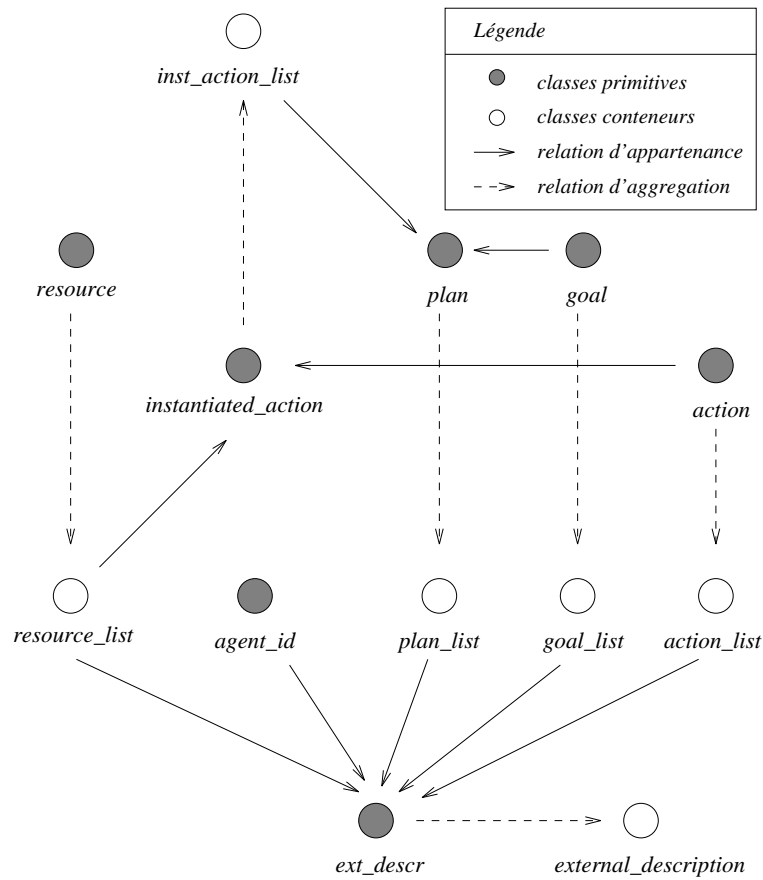 Légende
inst_action_list
classes primitives
classes conteneurs
relation d'appartenance
relation d'aggregation
resource
plan
goal
instantiated_action
action
resource_list
agent_id
plan_list
goal_list
action_list
ext_descr
external_description